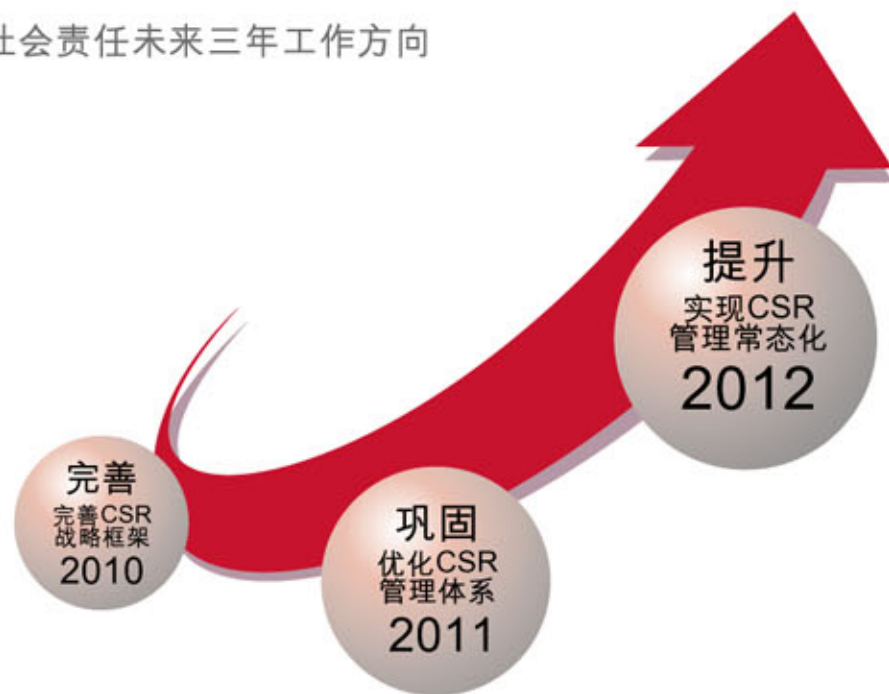 社会责任未来三年工作方向
提升
实现CSR
管理常态化
2012
完善
完善CSR
战略框架
2010
巩固
优化CSR
管理体系
2011